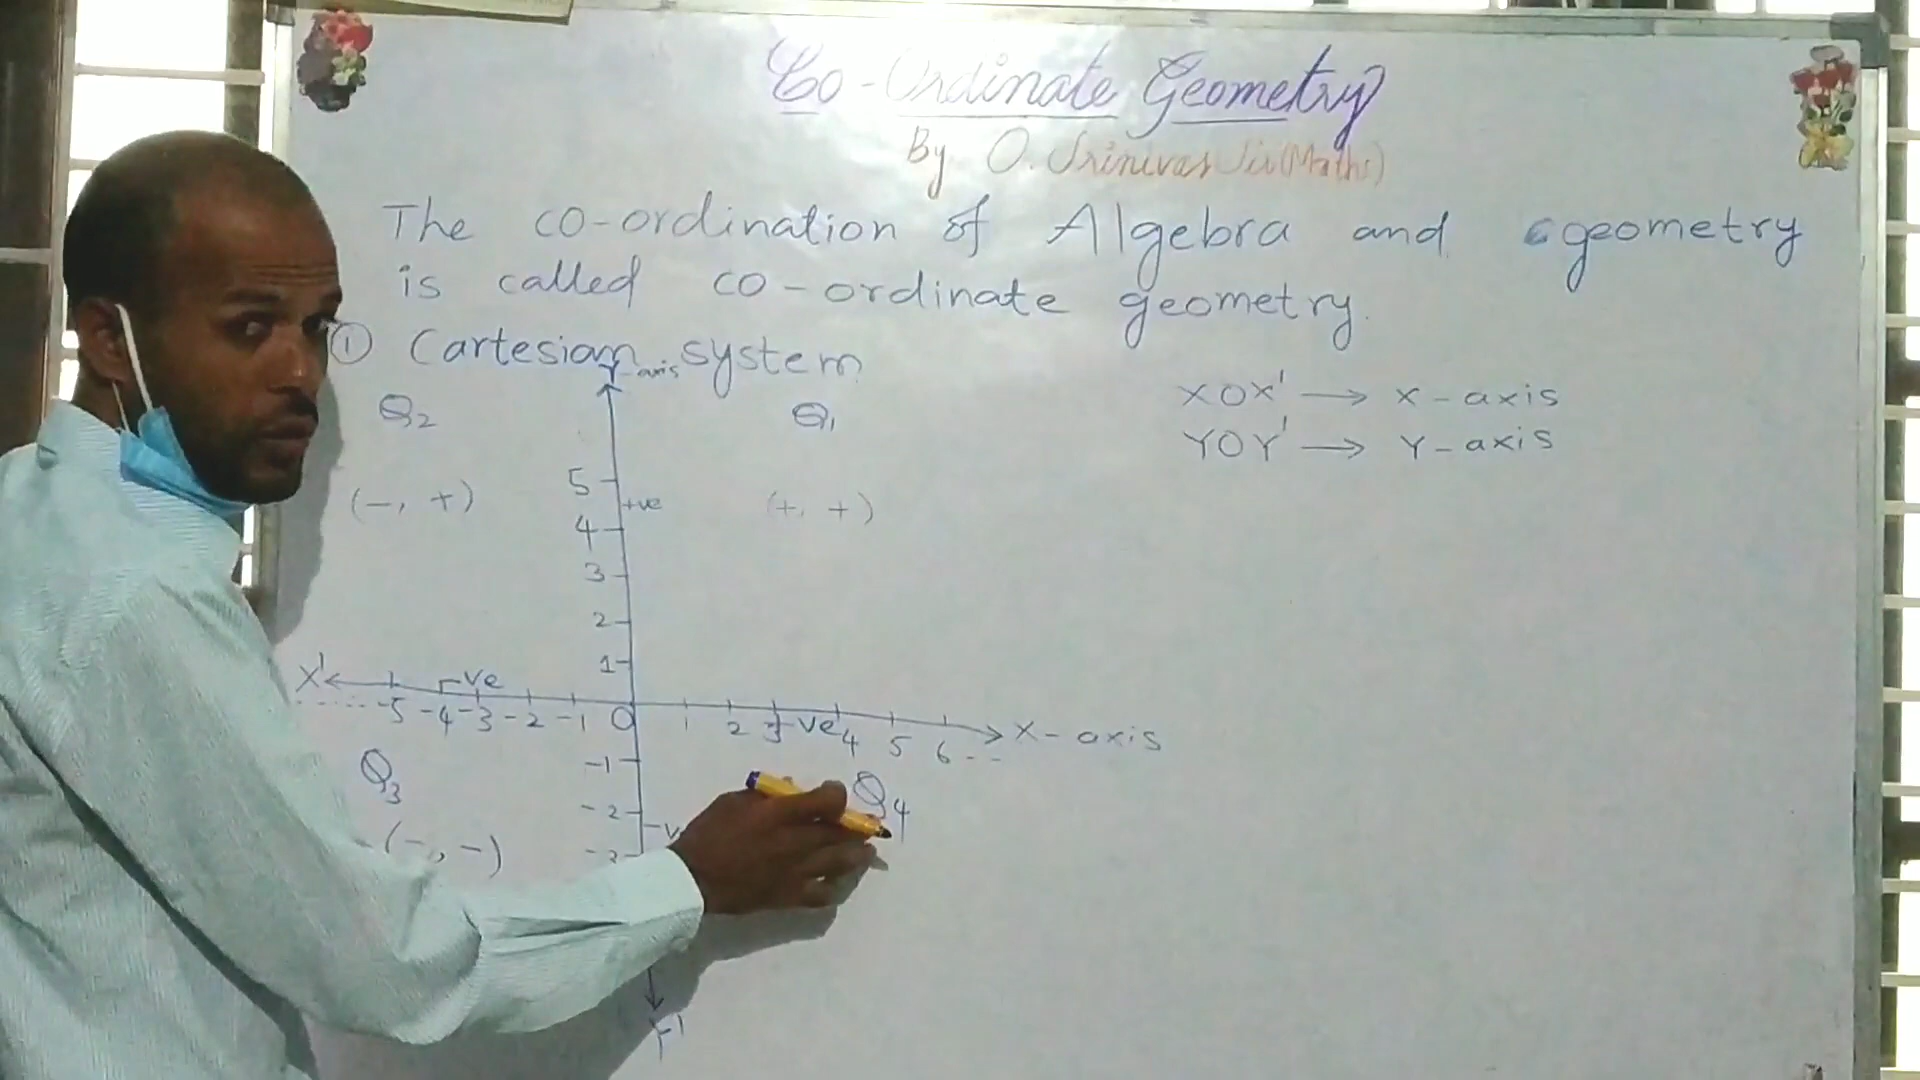 Co-Ordinate Geometry
By O. Srinivas Sir (Maths)
The co-ordination of Algebra and geometry
is called co-ordinate geometry.
① Cartesian system
Y-axis
XOX' → X-axis
YOY' → Y-axis
Q2 Q1
(-, +) (+, +)
5
+ve
4
3
2
1
X' -ve
-5 -4 -3 -2 -1 O 1 2 3 +ve 4 5 6 -- X-axis
-1
Q3 Q4
-2
(-, -)
-3
Y'